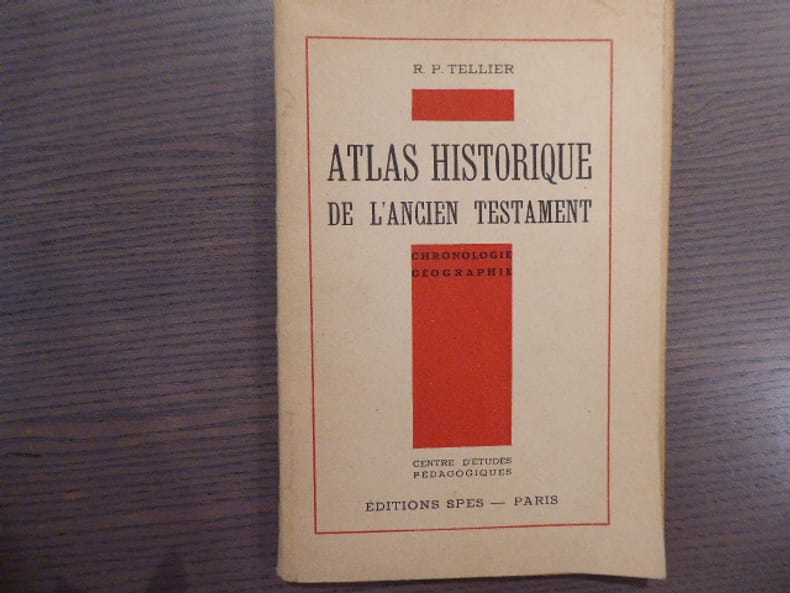 R. P. TELLIER
ATLAS HISTORIQUE
DE L'ANCIEN TESTAMENT
CHRONOLOGIE
GÉOGRAPHIE
CENTRE D'ÉTUDES
PÉDAGOGIQUES
ÉDITIONS SPES — PARIS